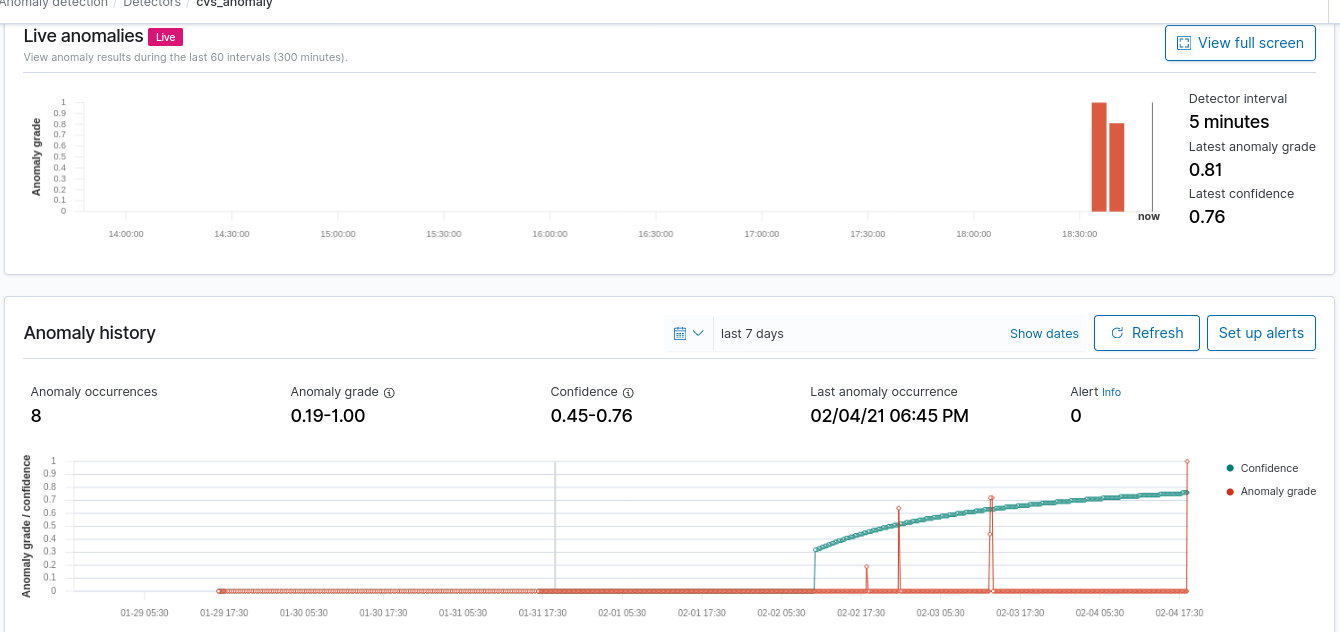 Anomaly detection / Detectors / cvs_anomaly
Live anomalies Live
View anomaly results during the last 60 intervals (300 minutes).
View full screen
Anomaly grade
1
0.9
0.8
0.7
0.6
0.5
0.4
0.3
0.2
0.1
0
14:00:00 14:30:00 15:00:00 15:30:00 16:00:00 16:30:00 17:00:00 17:30:00 18:00:00 18:30:00
now
Detector interval
5 minutes
Latest anomaly grade
0.81
Latest confidence
0.76
Anomaly history
last 7 days
Show dates
Refresh
Set up alerts
Anomaly occurrences
8
Anomaly grade
0.19-1.00
Confidence
0.45-0.76
Last anomaly occurrence
02/04/21 06:45 PM
Alert Info
0
Anomaly grade / confidence
1
0.9
0.8
0.7
0.6
0.5
0.4
0.3
0.2
0.1
0
01-29 05:30 01-29 17:30 01-30 05:30 01-30 17:30 01-31 05:30 01-31 17:30 02-01 05:30 02-01 17:30 02-02 05:30 02-02 17:30 02-03 05:30 02-03 17:30 02-04 05:30 02-04 17:30
Confidence
Anomaly grade